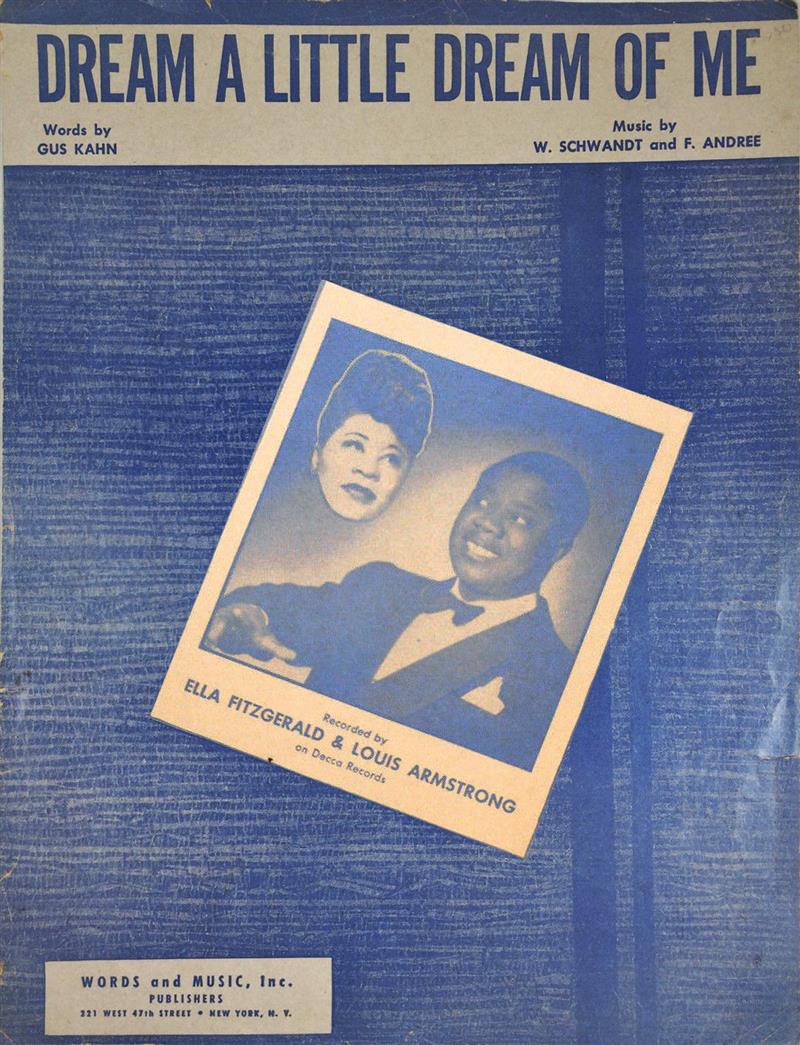 DREAM A LITTLE DREAM OF ME
Words by
GUS KAHN
Music by
W. SCHWANDT and F. ANDREE
Recorded by
ELLA FITZGERALD & LOUIS ARMSTRONG
on Decca Records
WORDS and MUSIC, Inc.
PUBLISHERS
221 WEST 47th STREET • NEW YORK, N. Y.